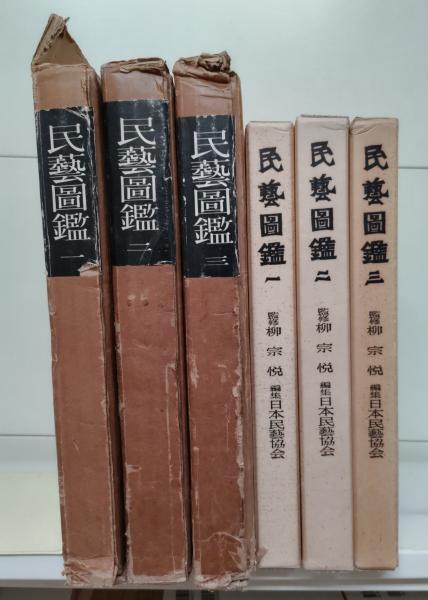 民藝圖鑑 一
民藝圖鑑 二
民藝圖鑑 三
民藝圖鑑 一 監修 柳宗悦 編集 日本民藝協会
民藝圖鑑 二 監修 柳宗悦 編集 日本民藝協会
民藝圖鑑 三 監修 柳宗悦 編集 日本民藝協会